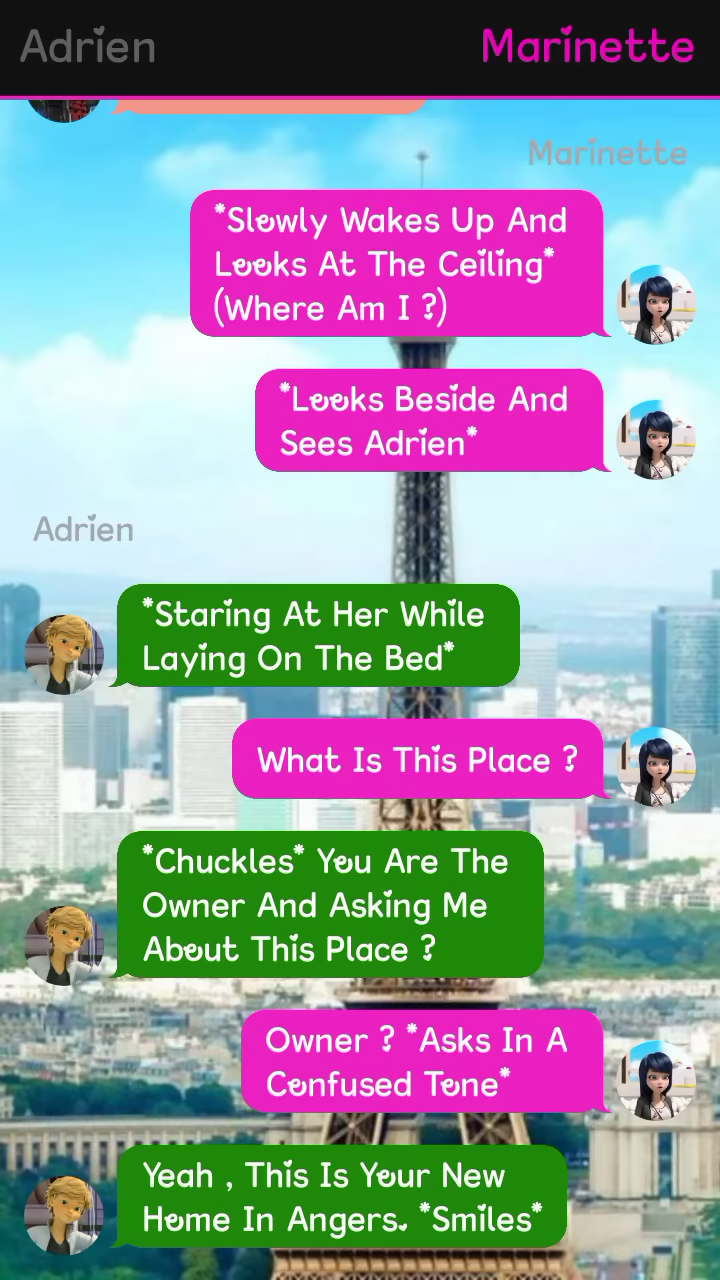 Adrien Marinette
Marinette
*Slowly Wakes Up And
Looks At The Ceiling*
(Where Am I ?)
*Looks Beside And
Sees Adrien*
Adrien
*Staring At Her While
Laying On The Bed*
What Is This Place ?
*Chuckles* You Are The
Owner And Asking Me
About This Place ?
Owner ? *Asks In A
Confused Tone*
Yeah , This Is Your New
Home In Angers. *Smiles*